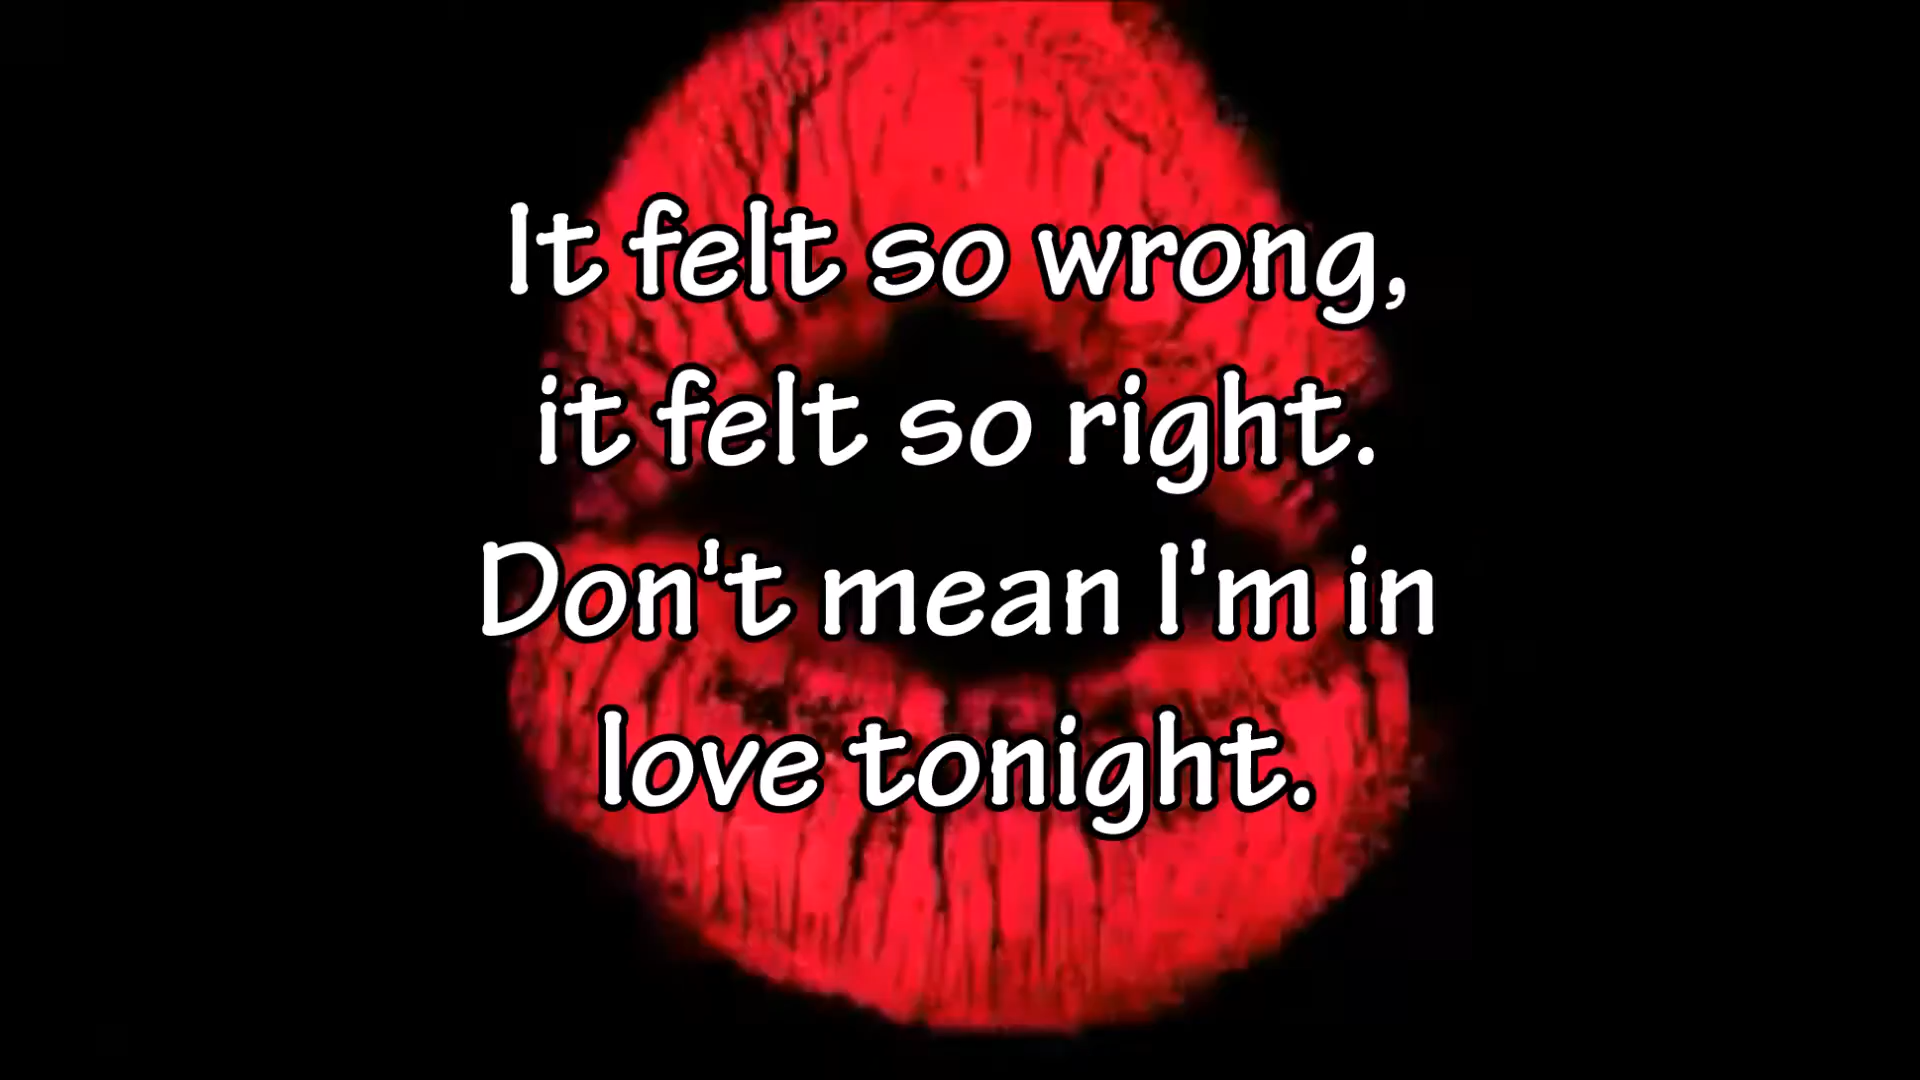 It felt so wrong,
it felt so right.
Don't mean I'm in
love tonight.